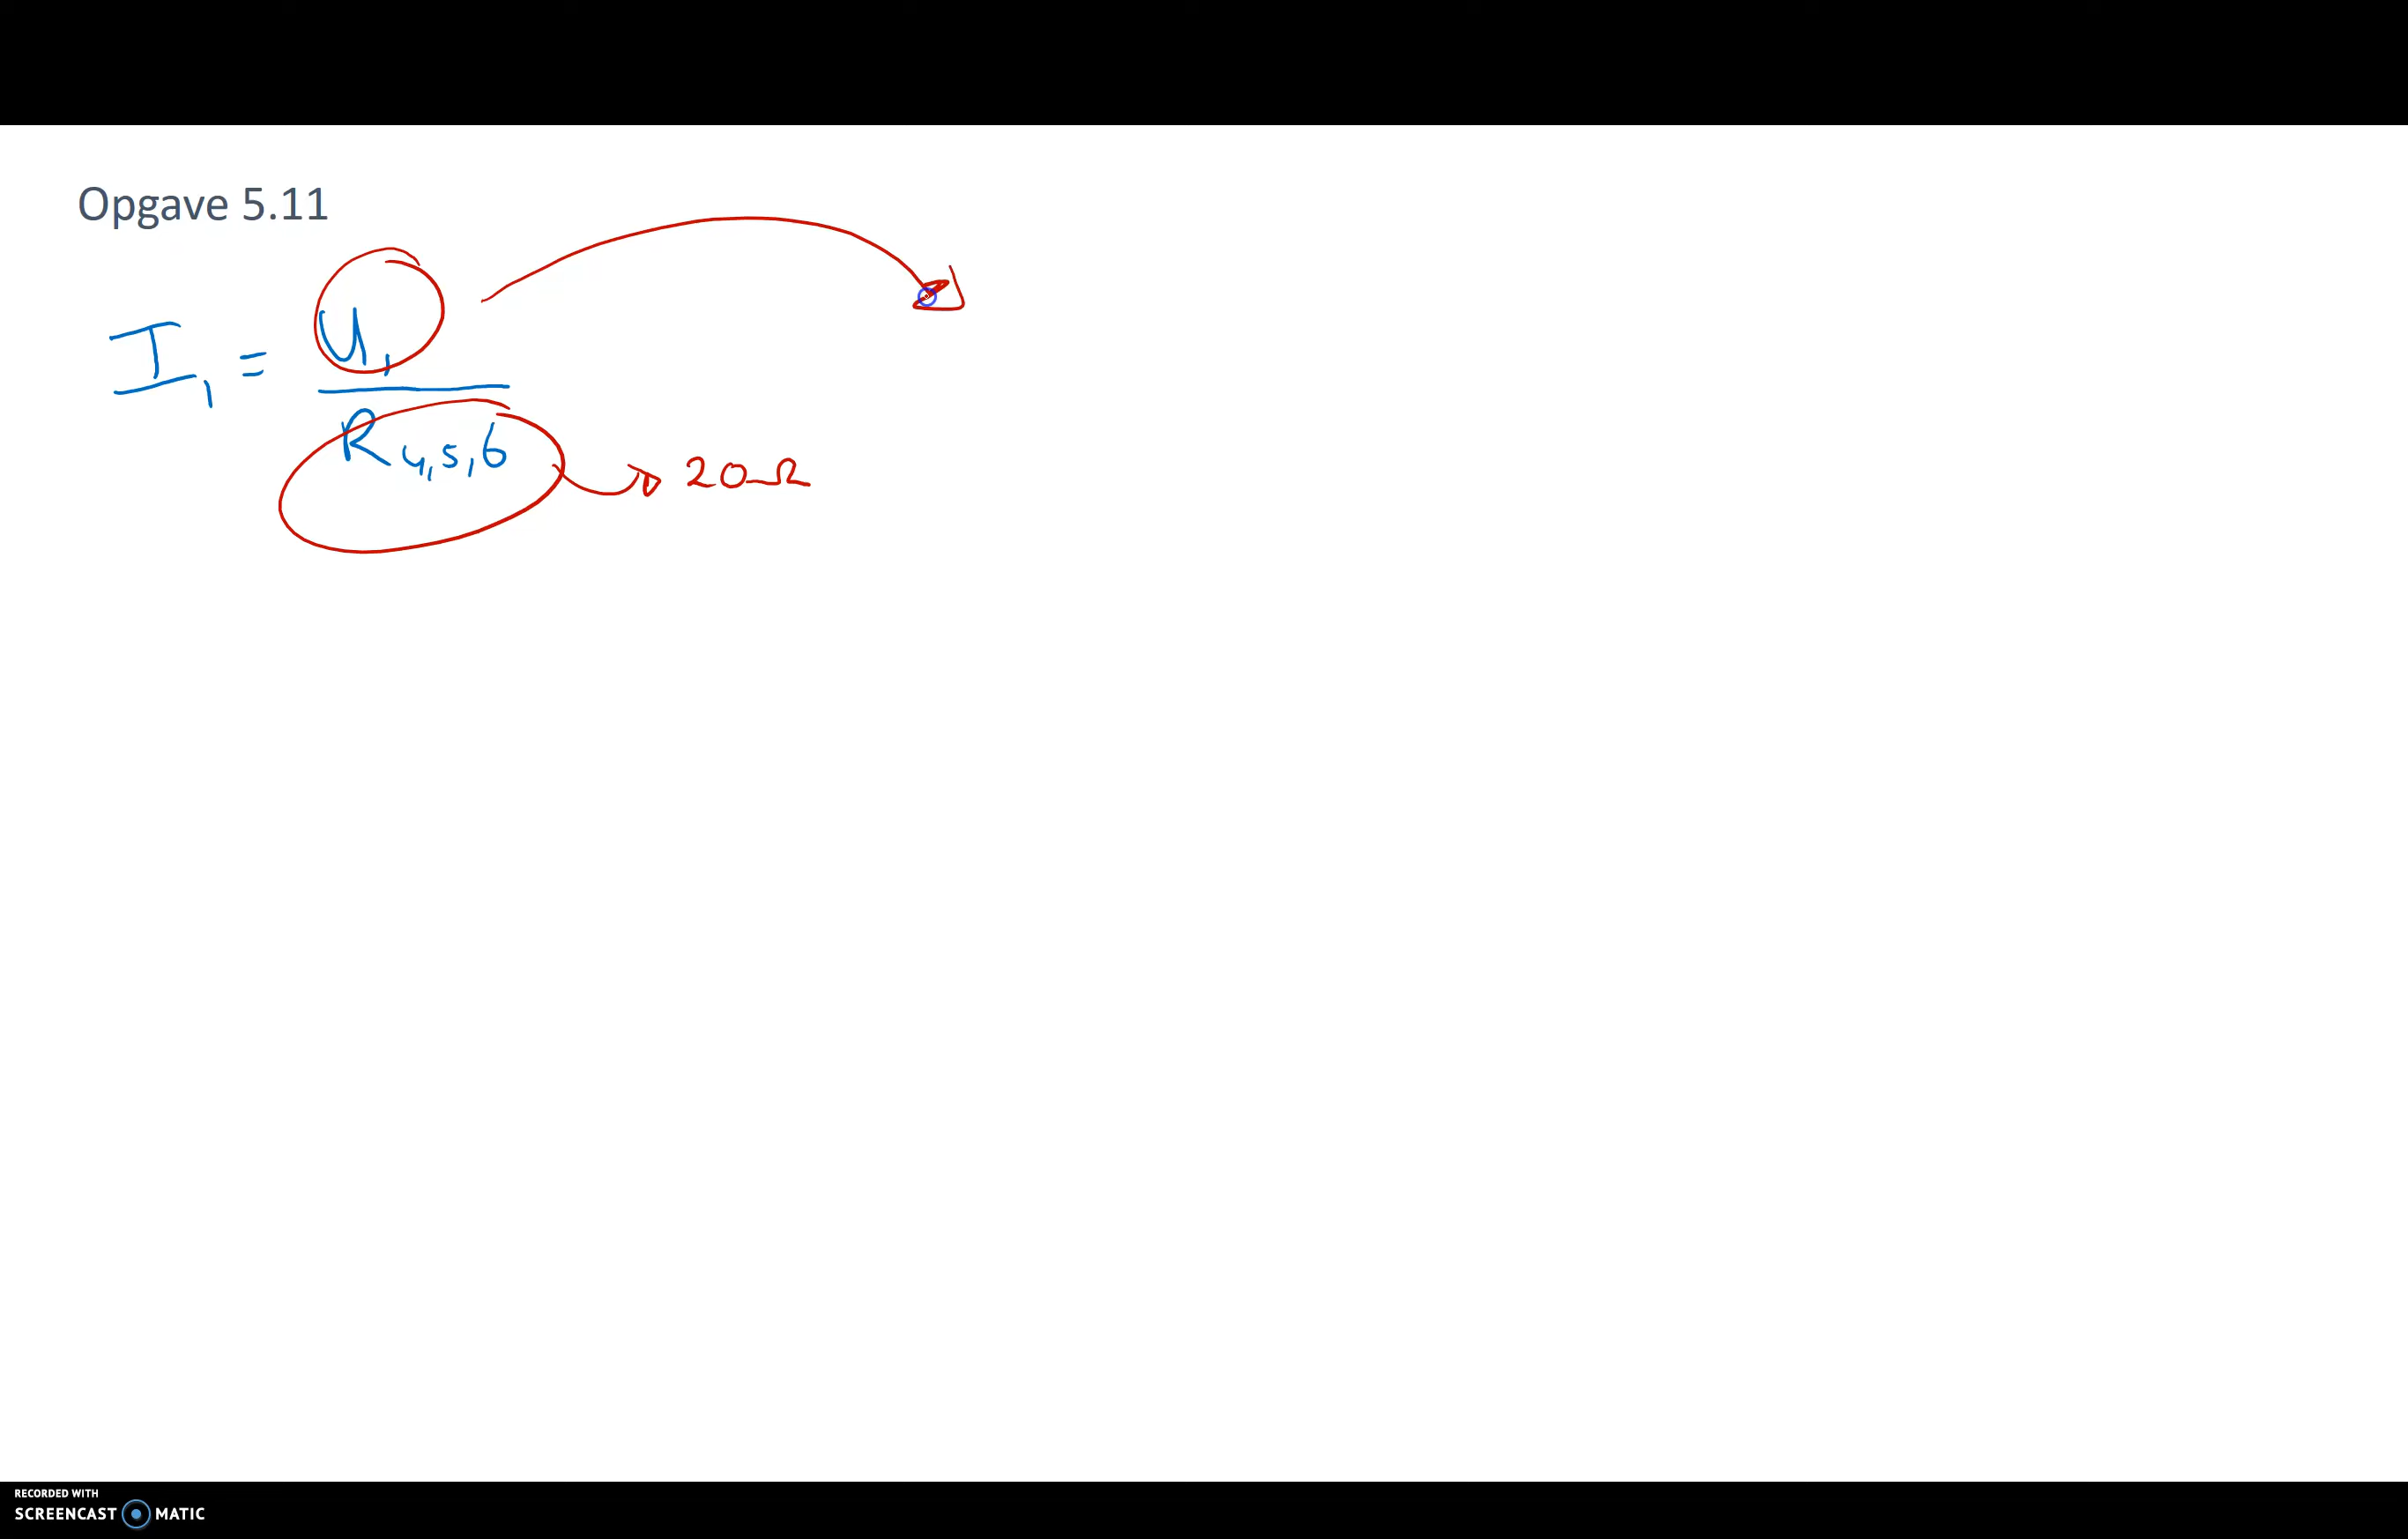 Opgave 5.11
I₁ = U₁ / R₄,₅,₆
20Ω
RECORDED WITH
SCREENCAST MATIC